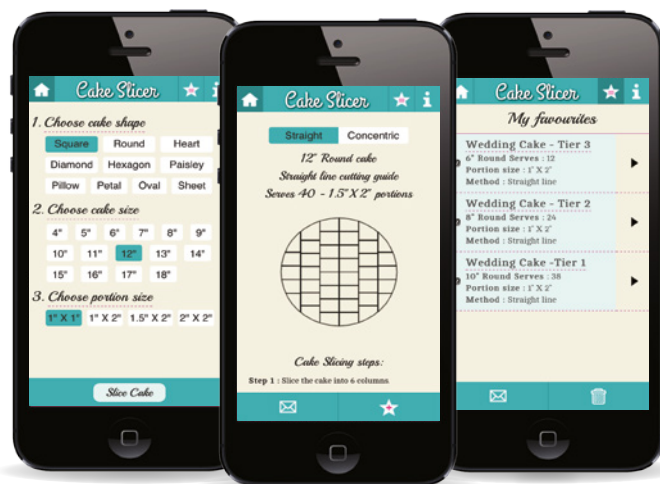 Cake Slicer
1. Choose cake shape
Square Round Heart
Diamond Hexagon Paisley
Pillow Petal Oval Sheet
2. Choose cake size
4" 5" 6" 7" 8" 9"
10" 11" 12" 13" 14"
15" 16" 17" 18"
3. Choose portion size
1" X 1" 1" X 2" 1.5" X 2" 2" X 2"
Slice Cake
Cake Slicer
Straight Concentric
12" Round cake
Straight line cutting guide
Serves 40 - 1.5" X 2" portions
Cake Slicing steps:
Step 1 : Slice the cake into 6 columns
Cake Slicer
My favourites
Wedding Cake - Tier 3
6" Round Serves : 12
Portion size : 1" X 2"
Method : Straight line
Wedding Cake - Tier 2
8" Round Serves : 24
Portion size : 1" X 2"
Method : Straight line
Wedding Cake -Tier 1
10" Round Serves : 38
Portion size : 1" X 2"
Method : Straight line